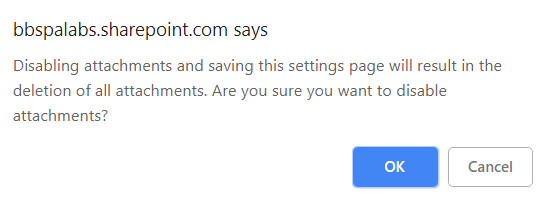 bbspalabs.sharepoint.com says
Disabling attachments and saving this settings page will result in the
deletion of all attachments. Are you sure you want to disable
attachments?
OK Cancel